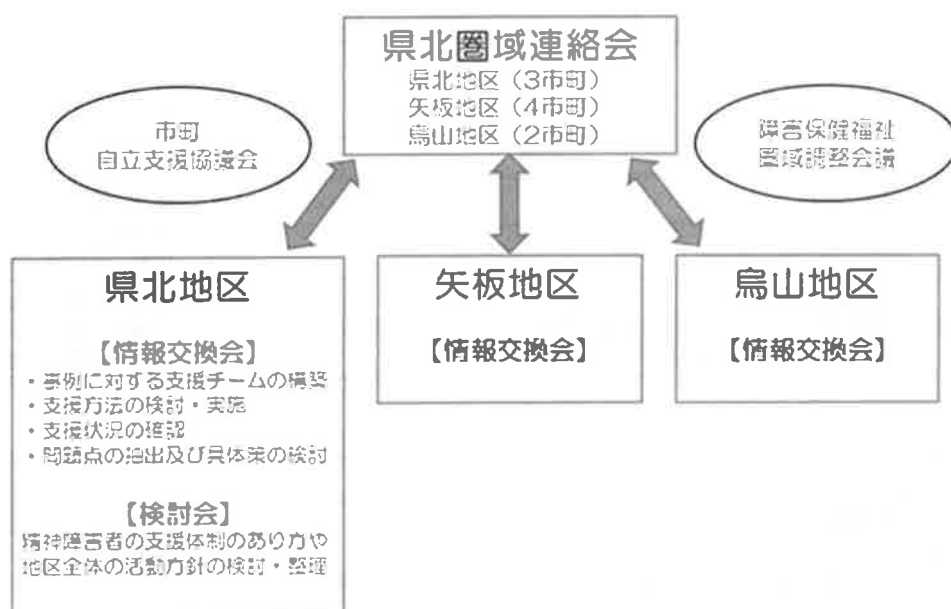 県北圏域連絡会
県北地区（3市町）
矢板地区（4市町）
烏山地区（2市町）
市町
自立支援協議会
障害保健福祉
圏域調整会議
県北地区
【情報交換会】
・事例に対する支援チームの構築
・支援方法の検討・実施
・支援状況の確認
・問題点の抽出及び具体策の検討
【検討会】
精神障害者の支援体制のあり方や
地区全体の活動方針の検討・整理
矢板地区
【情報交換会】
烏山地区
【情報交換会】